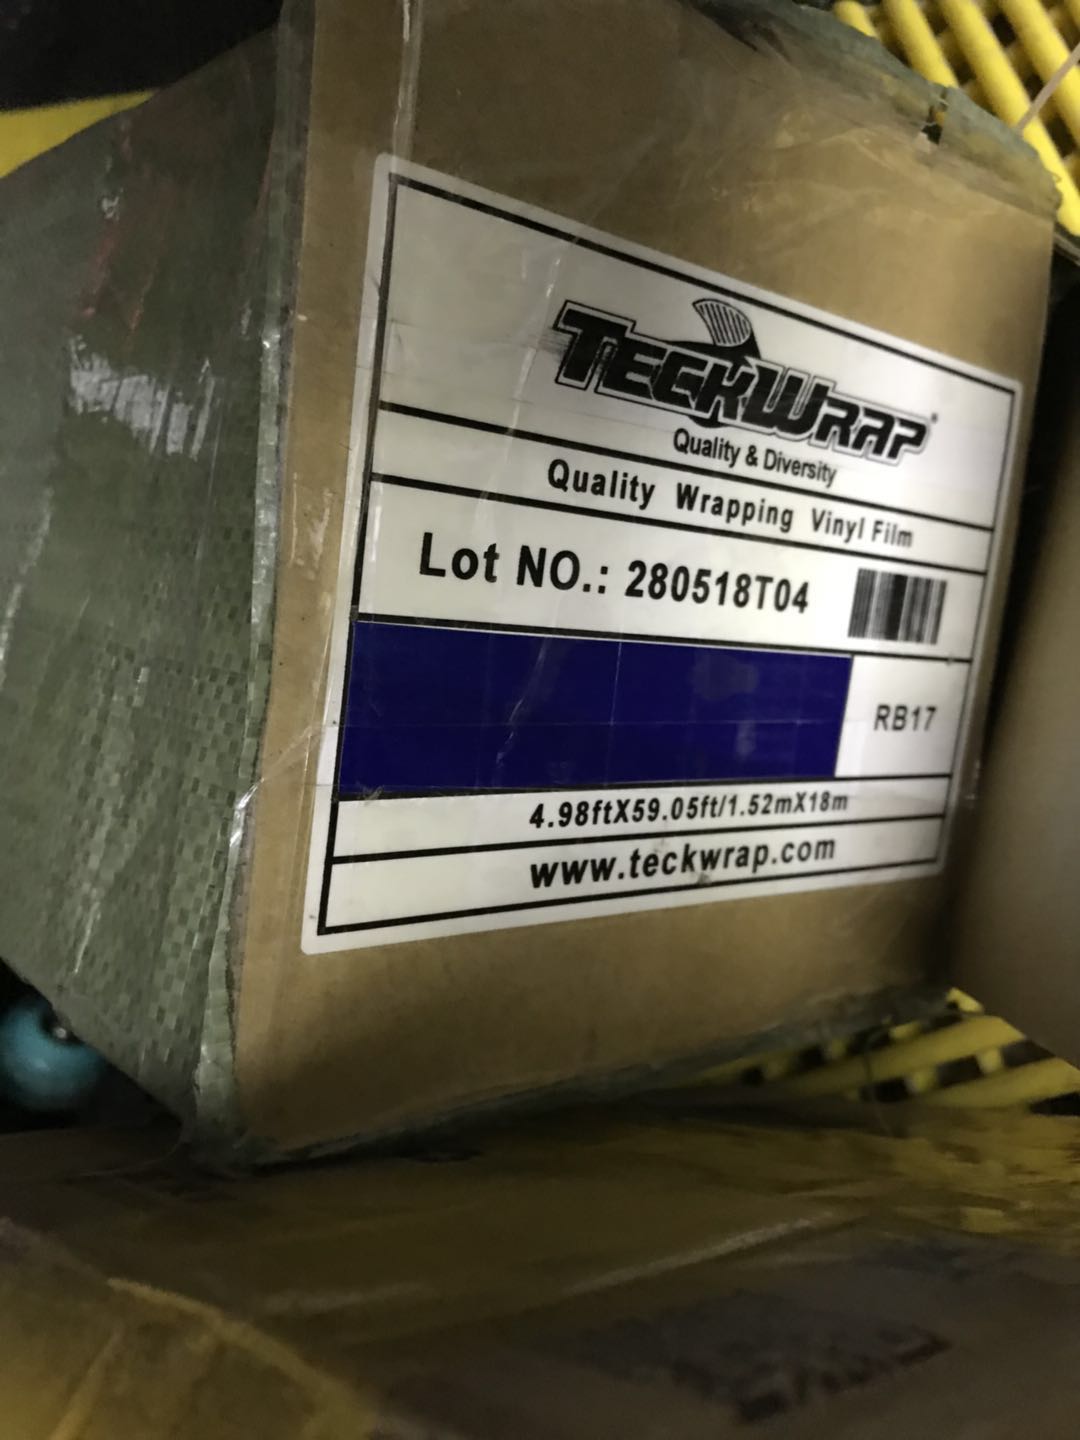 TECKWRAP®
Quality & Diversity
Quality Wrapping Vinyl Film
Lot NO.: 280518T04
RB17
4.98ftX59.05ft/1.52mX18m
www.teckwrap.com